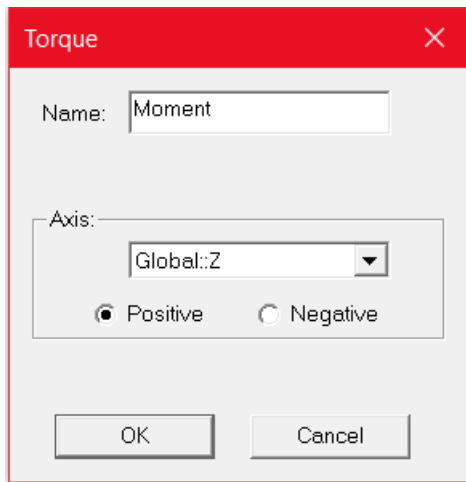 Torque
Name: Moment
Axis:
Global::Z
Positive Negative
OK Cancel